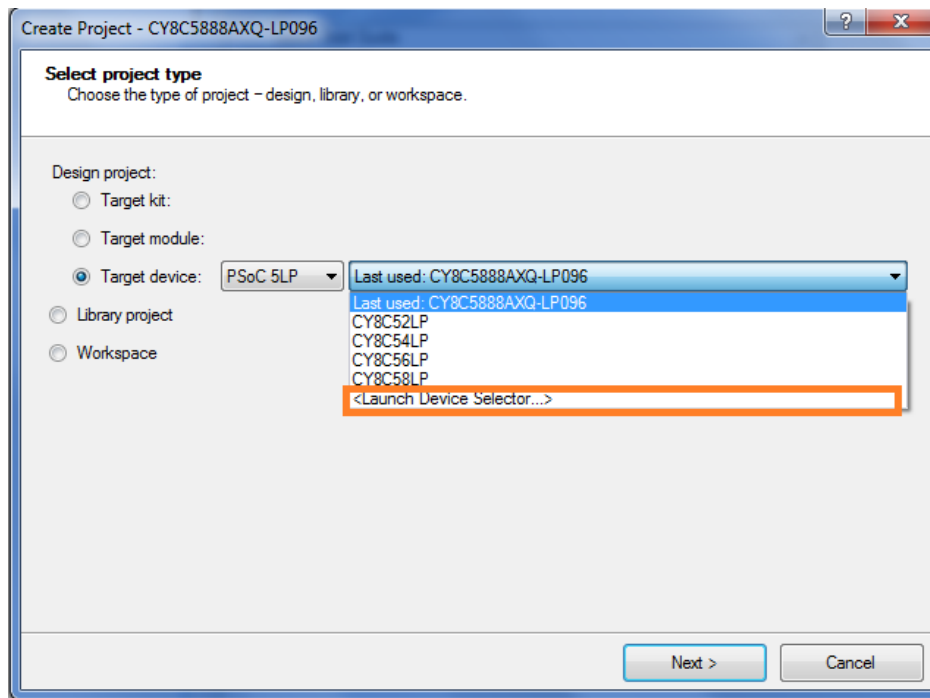 Create Project - CY8C5888AXQ-LP096
Select project type
Choose the type of project – design, library, or workspace.
Design project:
Target kit:
Target module:
Target device: PSoC 5LP Last used: CY8C5888AXQ-LP096
Last used: CY8C5888AXQ-LP096
CY8C52LP
Library project
CY8C54LP
CY8C56LP
Workspace
CY8C58LP
<Launch Device Selector...>
Next > Cancel